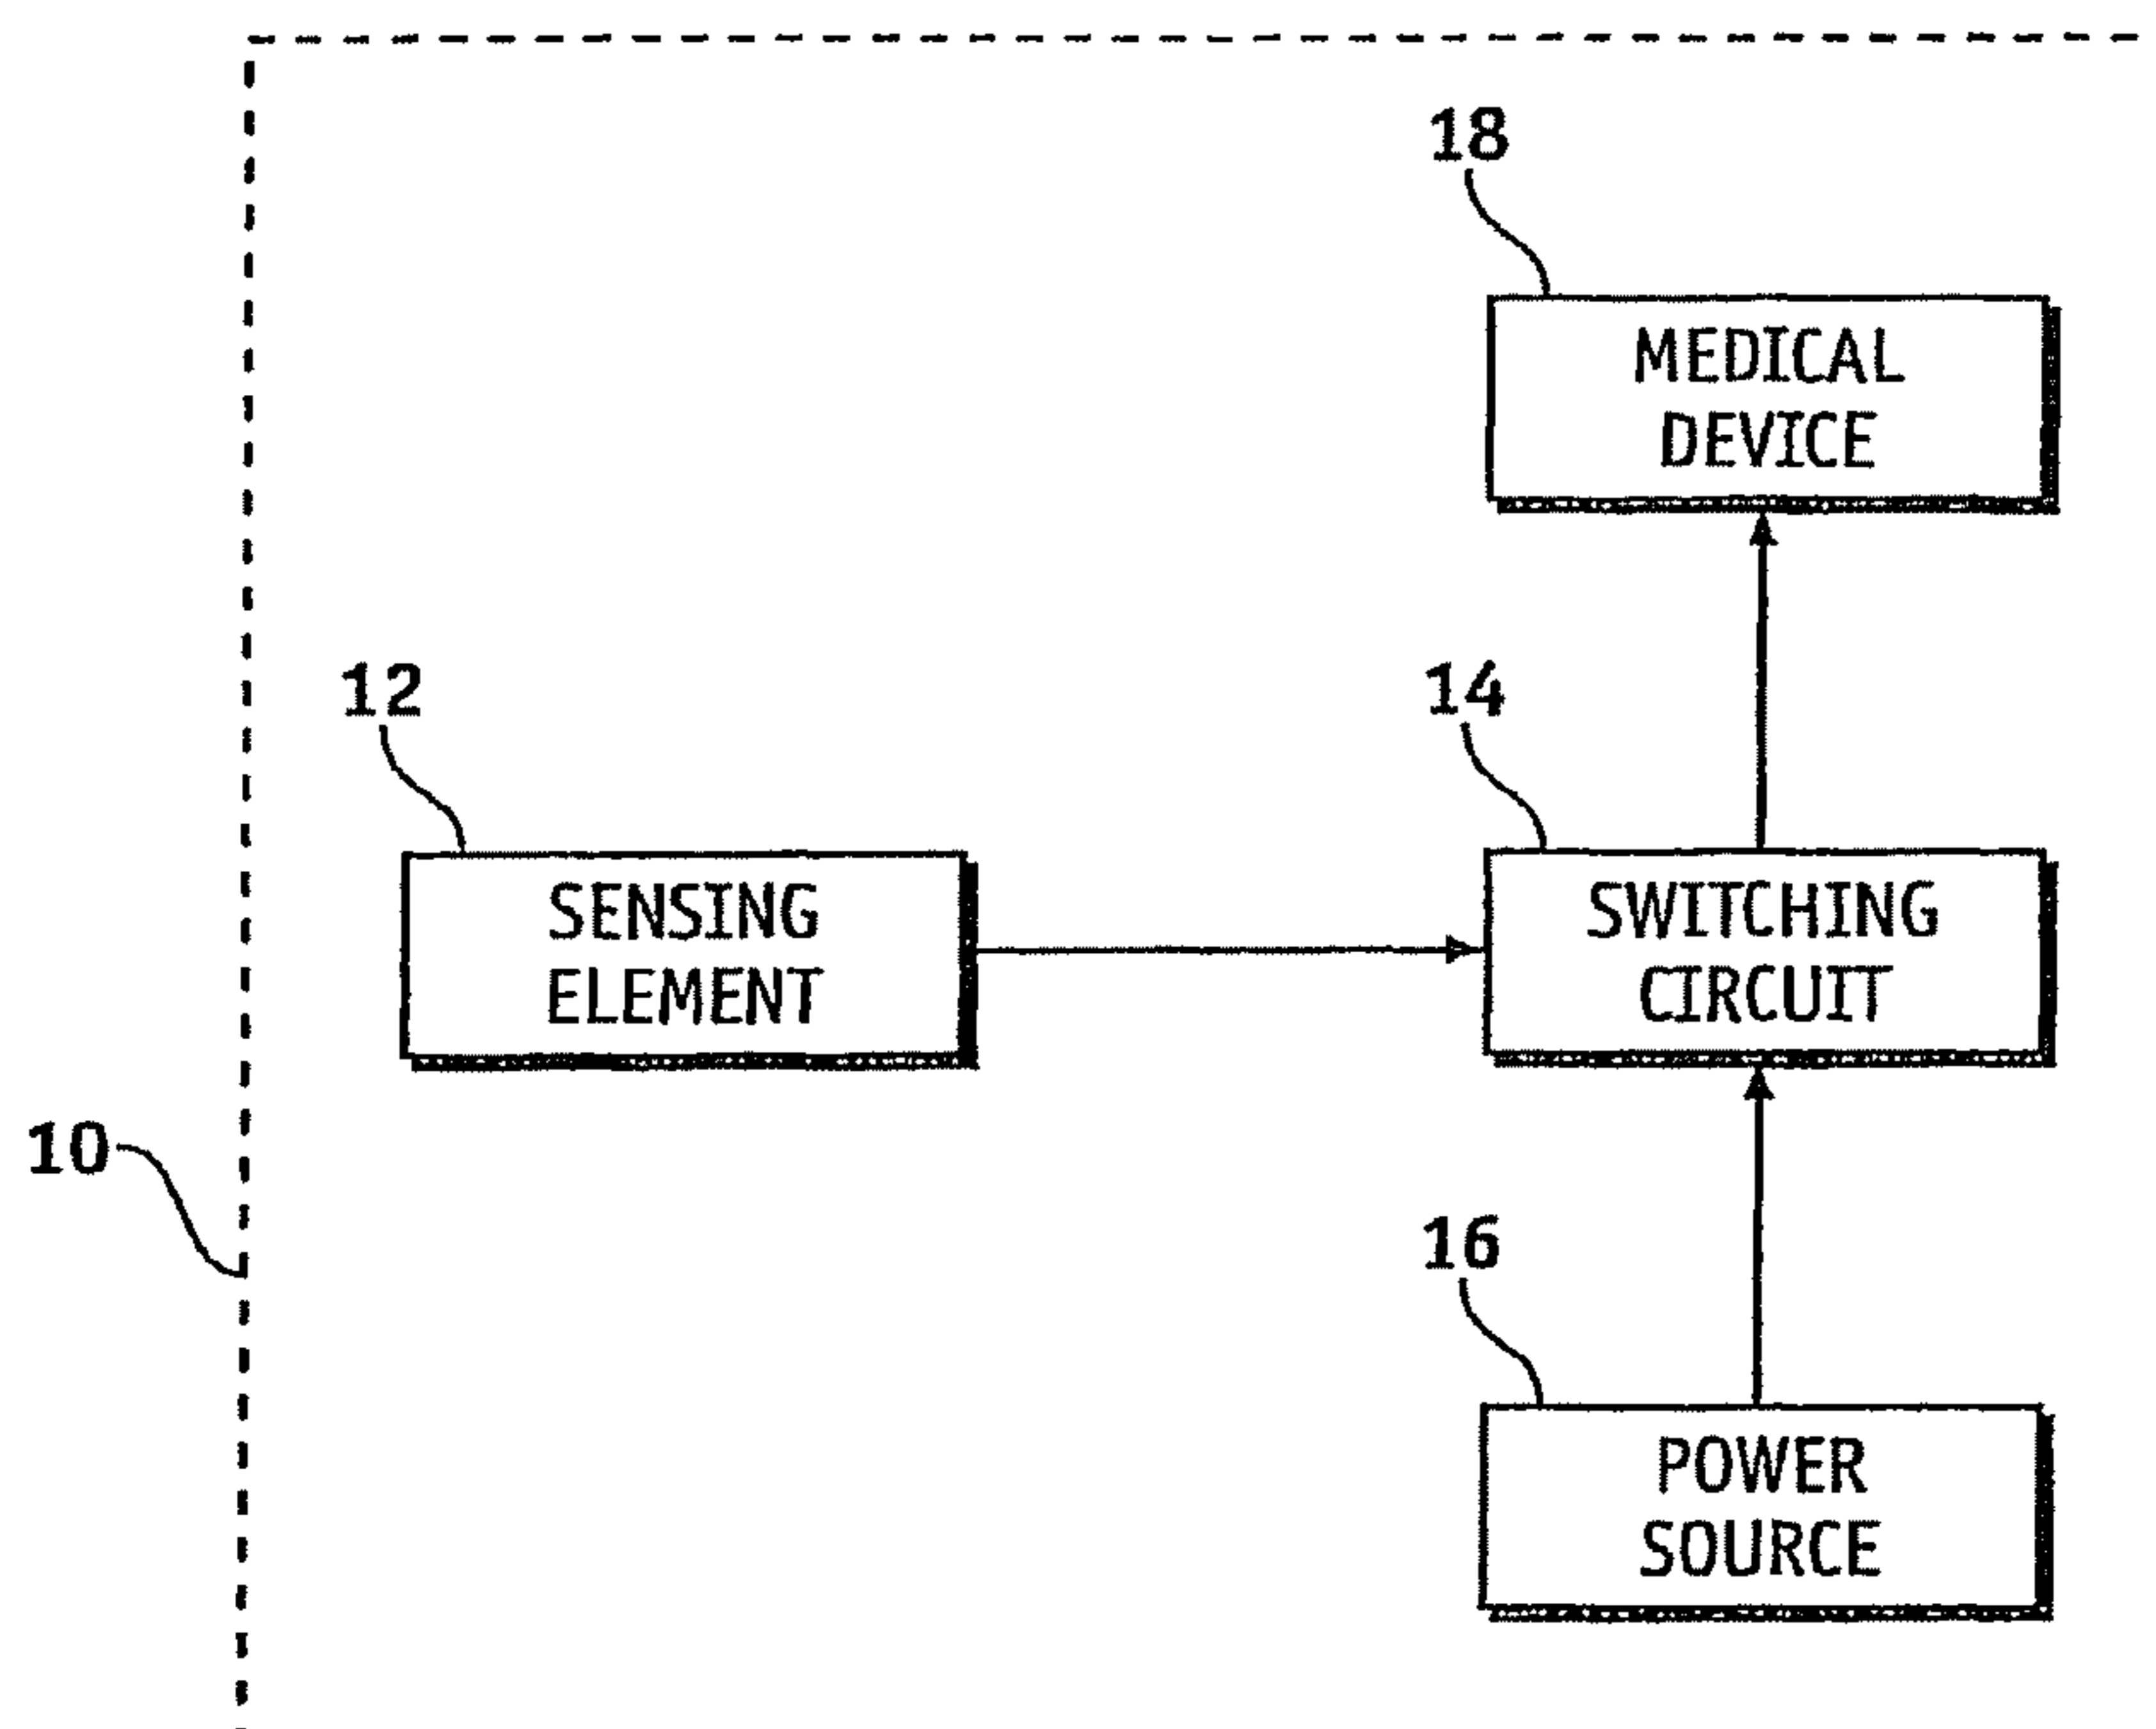 18
MEDICAL
DEVICE
12
14
SENSING
ELEMENT
SWITCHING
CIRCUIT
10
16
POWER
SOURCE